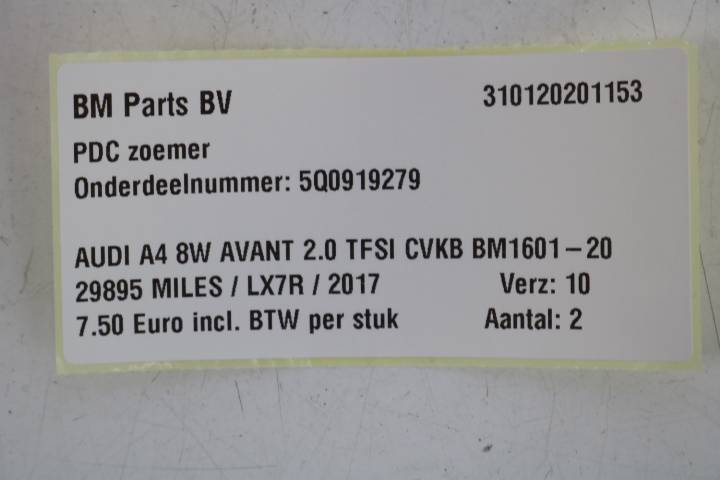 BM Parts BV 310120201153
PDC zoemer
Onderdeelnummer: 5Q0919279
AUDI A4 8W AVANT 2.0 TFSI CVKB BM1601-20
29895 MILES / LX7R / 2017 Verz: 10
7.50 Euro incl. BTW per stuk Aantal: 2